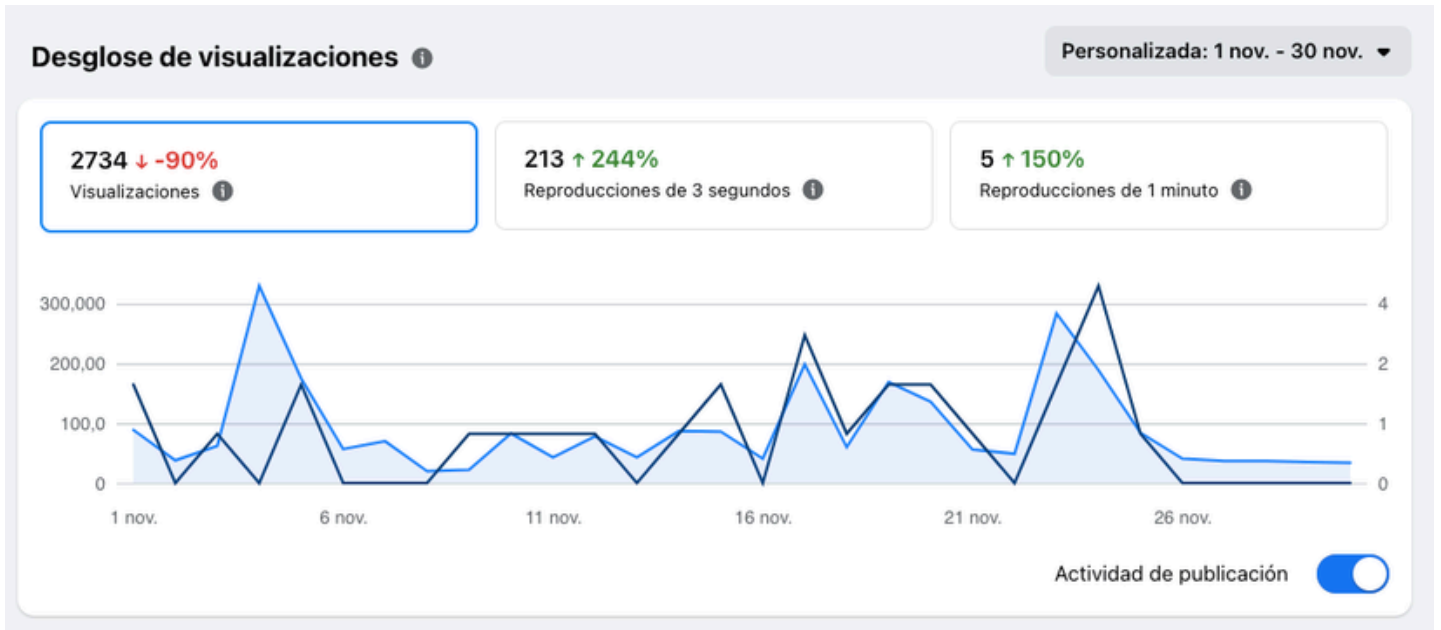 Desglose de visualizaciones
Personalizada: 1 nov. - 30 nov.
2734 ↓ -90%
Visualizaciones
213 ↑ 244%
Reproducciones de 3 segundos
5 ↑ 150%
Reproducciones de 1 minuto
300,000
4
200,00
2
100,0
1
0
0
1 nov.
6 nov.
11 nov.
16 nov.
21 nov.
26 nov.
Actividad de publicación